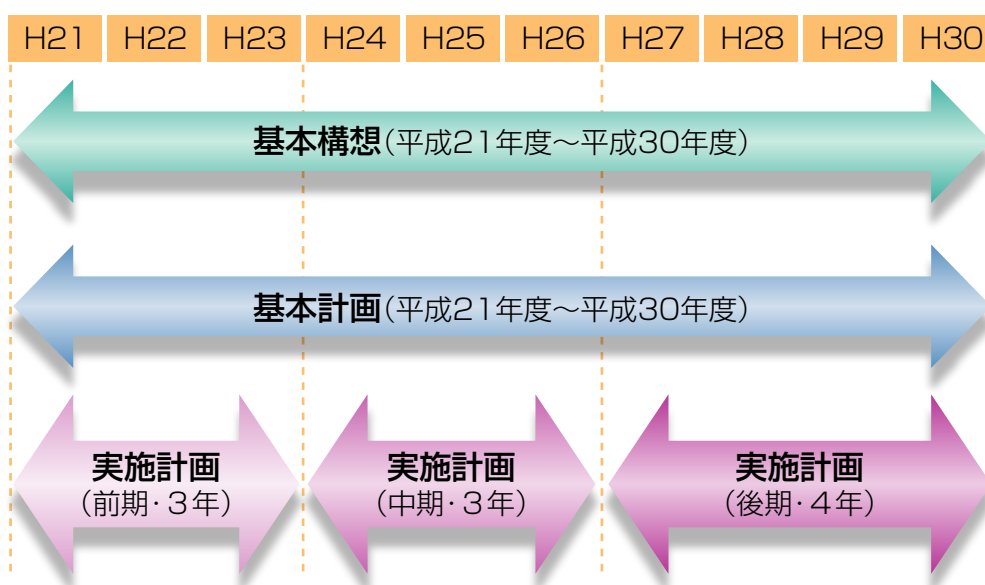 H21 H22 H23 H24 H25 H26 H27 H28 H29 H30
基本構想(平成21年度～平成30年度)
基本計画(平成21年度～平成30年度)
実施計画 実施計画 実施計画
(前期・3年) (中期・3年) (後期・4年)